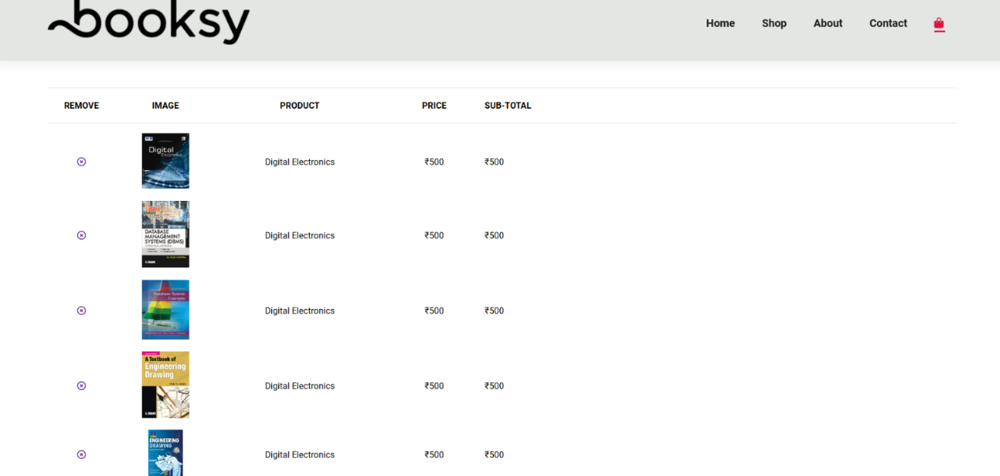 booksy
Home Shop About Contact
REMOVE IMAGE PRODUCT PRICE SUB-TOTAL
Digital
Electronics
Digital Electronics ₹500 ₹500
DATABASE
MANAGEMENT
SYSTEMS (DBMS)
S.CHAND
Digital Electronics ₹500 ₹500
Database System
Concepts
Digital Electronics ₹500 ₹500
A Textbook of
Engineering
Drawing
S.CHAND
Digital Electronics ₹500 ₹500
ENGINEERING
DRAWING
Digital Electronics ₹500 ₹500